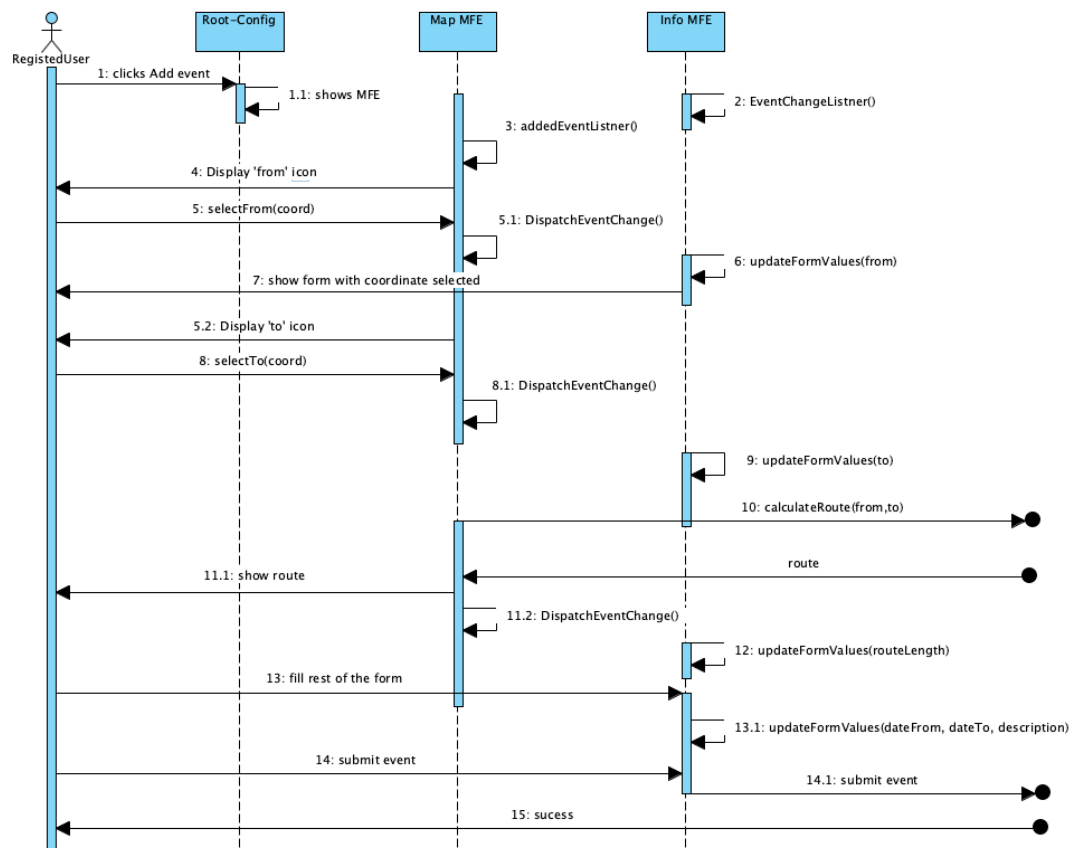 Root-Config
Map MFE
Info MFE
RegistedUser
1: clicks Add event
1.1: shows MFE
2: EventChangeListner()
3: addedEventListner()
4: Display 'from' icon
5: selectFrom(coord)
5.1: DispatchEventChange()
6: updateFormValues(from)
7: show form with coordinate selected
5.2: Display 'to' icon
8: selectTo(coord)
8.1: DispatchEventChange()
9: updateFormValues(to)
10: calculateRoute(from,to)
route
11.1: show route
11.2: DispatchEventChange()
12: updateFormValues(routeLength)
13: fill rest of the form
13.1: updateFormValues(dateFrom, dateTo, description)
14: submit event
14.1: submit event
15: sucess